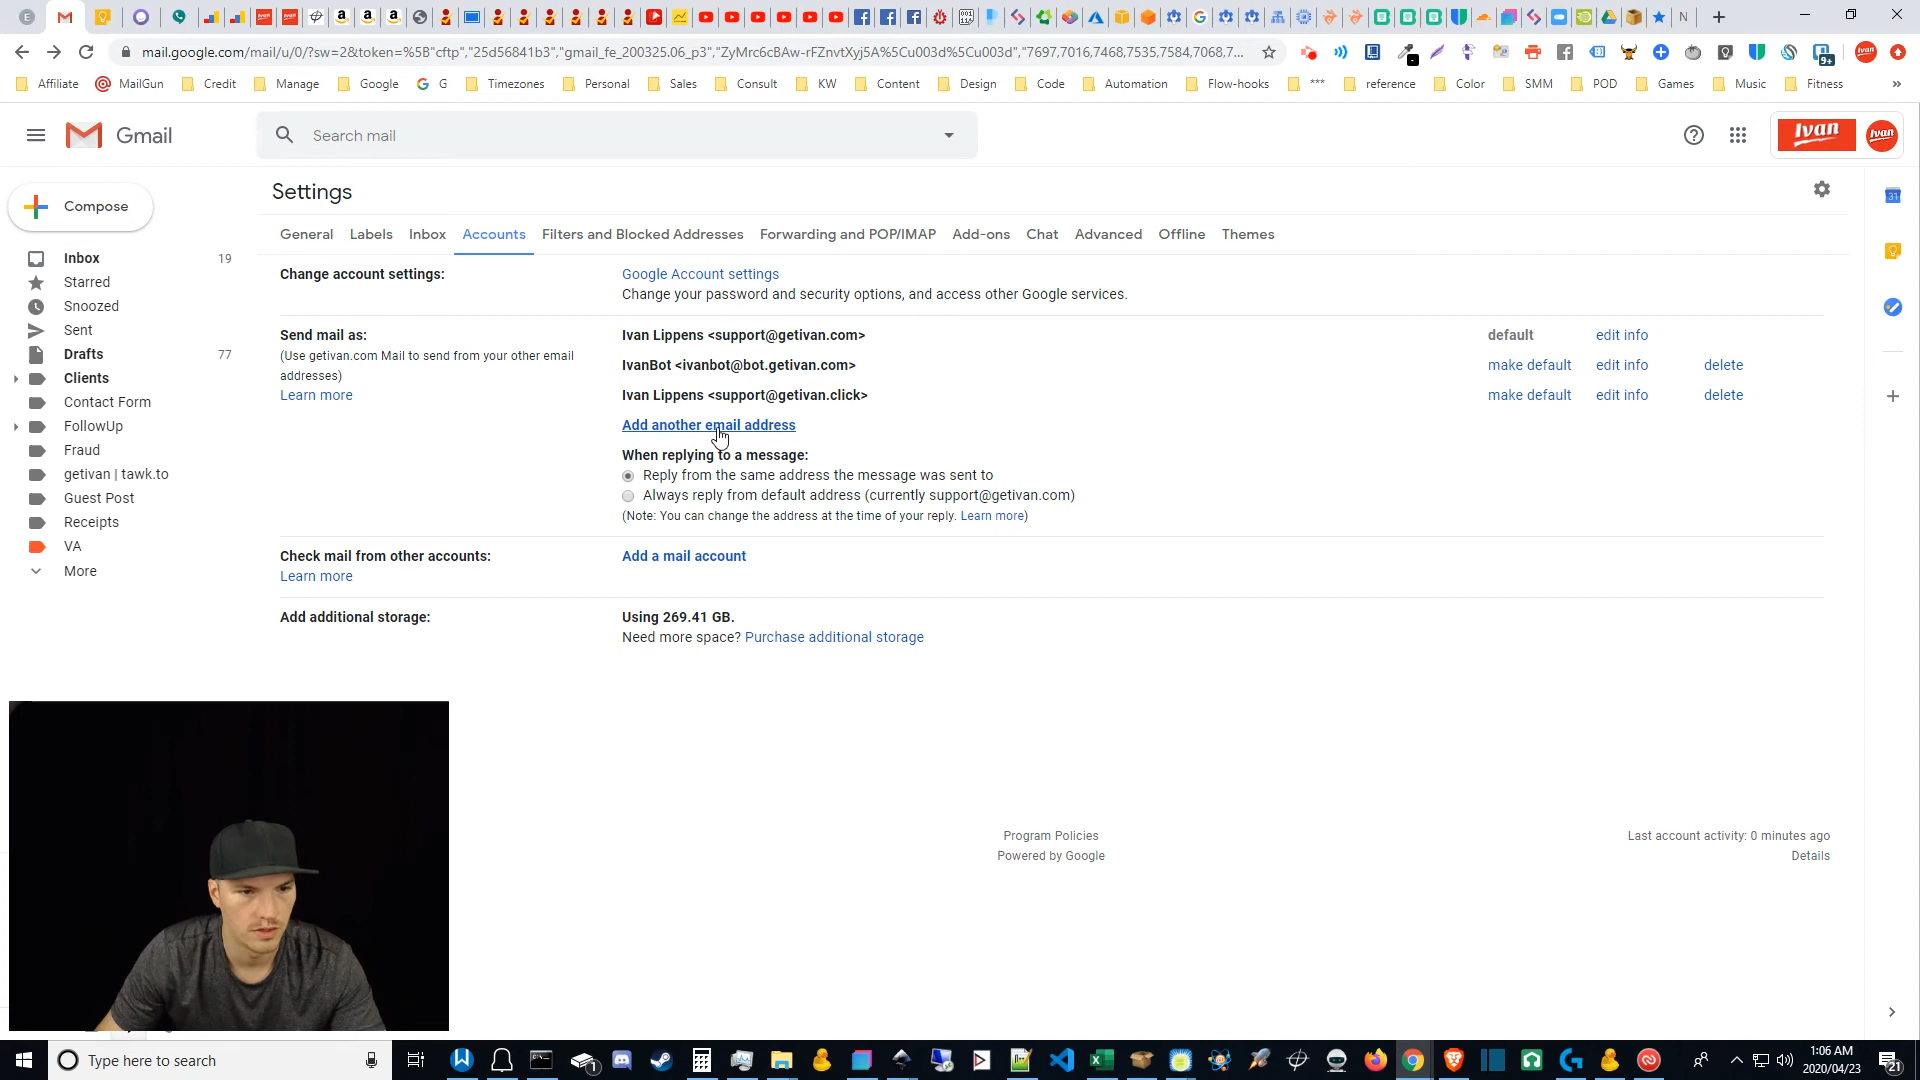 mail.google.com/mail/u/0/?sw=2&token=%5B"cftp","25d56841b3","gmail_fe_200325.06_p3","ZyMrc6cBAw-rFZnvtXyj5A%5Cu003d%5Cu003d","7697,7016,7468,7535,7584,7068,7...
Affiliate MailGun Credit Manage Google G Timezones Personal Sales Consult KW Content Design Code Automation Flow-hooks *** reference Color SMM POD Games Music Fitness »
Gmail
Search mail
Ivan
Ivan
Compose
Settings
General Labels Inbox Accounts Filters and Blocked Addresses Forwarding and POP/IMAP Add-ons Chat Advanced Offline Themes
Inbox 19
Starred
Snoozed
Sent
Drafts 77
Clients
Contact Form
FollowUp
Fraud
getivan | tawk.to
Guest Post
Receipts
VA
More
Change account settings:
Google Account settings
Change your password and security options, and access other Google services.
Send mail as:
(Use getivan.com Mail to send from your other email
addresses)
Learn more
Ivan Lippens <support@getivan.com> default edit info
IvanBot <ivanbot@bot.getivan.com> make default edit info delete
Ivan Lippens <support@getivan.click> make default edit info delete
Add another email address
When replying to a message:
Reply from the same address the message was sent to
Always reply from default address (currently support@getivan.com)
(Note: You can change the address at the time of your reply. Learn more)
Check mail from other accounts:
Learn more
Add a mail account
Add additional storage:
Using 269.41 GB.
Need more space? Purchase additional storage
Program Policies
Powered by Google
Last account activity: 0 minutes ago
Details
Type here to search
1:06 AM
2020/04/23
21